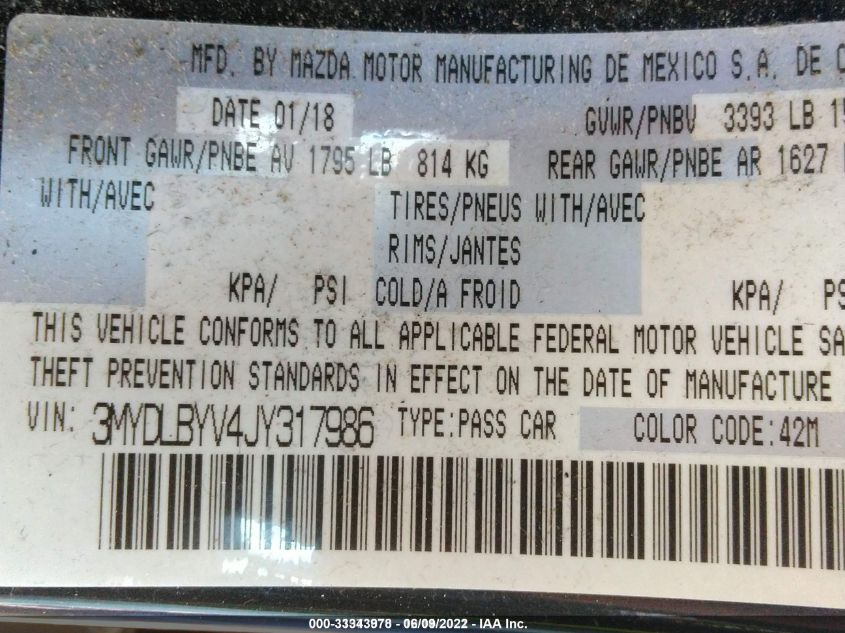 MFD. BY MAZDA MOTOR MANUFACTURING DE MEXICO S.A. DE
DATE 01/18 GVWR/PNBV 3393 LB
FRONT GAWR/PNBE AV 1795 LB 814 KG REAR GAWR/PNBE AR 1627
WITH/AVEC TIRES/PNEUS WITH/AVEC
RIMS/JANTES
KPA/ PSI COLD/A FROID KPA/
THIS VEHICLE CONFORMS TO ALL APPLICABLE FEDERAL MOTOR VEHICLE
THEFT PREVENTION STANDARDS IN EFFECT ON THE DATE OF MANUFACTURE
VIN: 3MYDLBYV4JY317986 TYPE:PASS CAR COLOR CODE:42M
000-33343978 - 06/09/2022 - IAAI Inc.